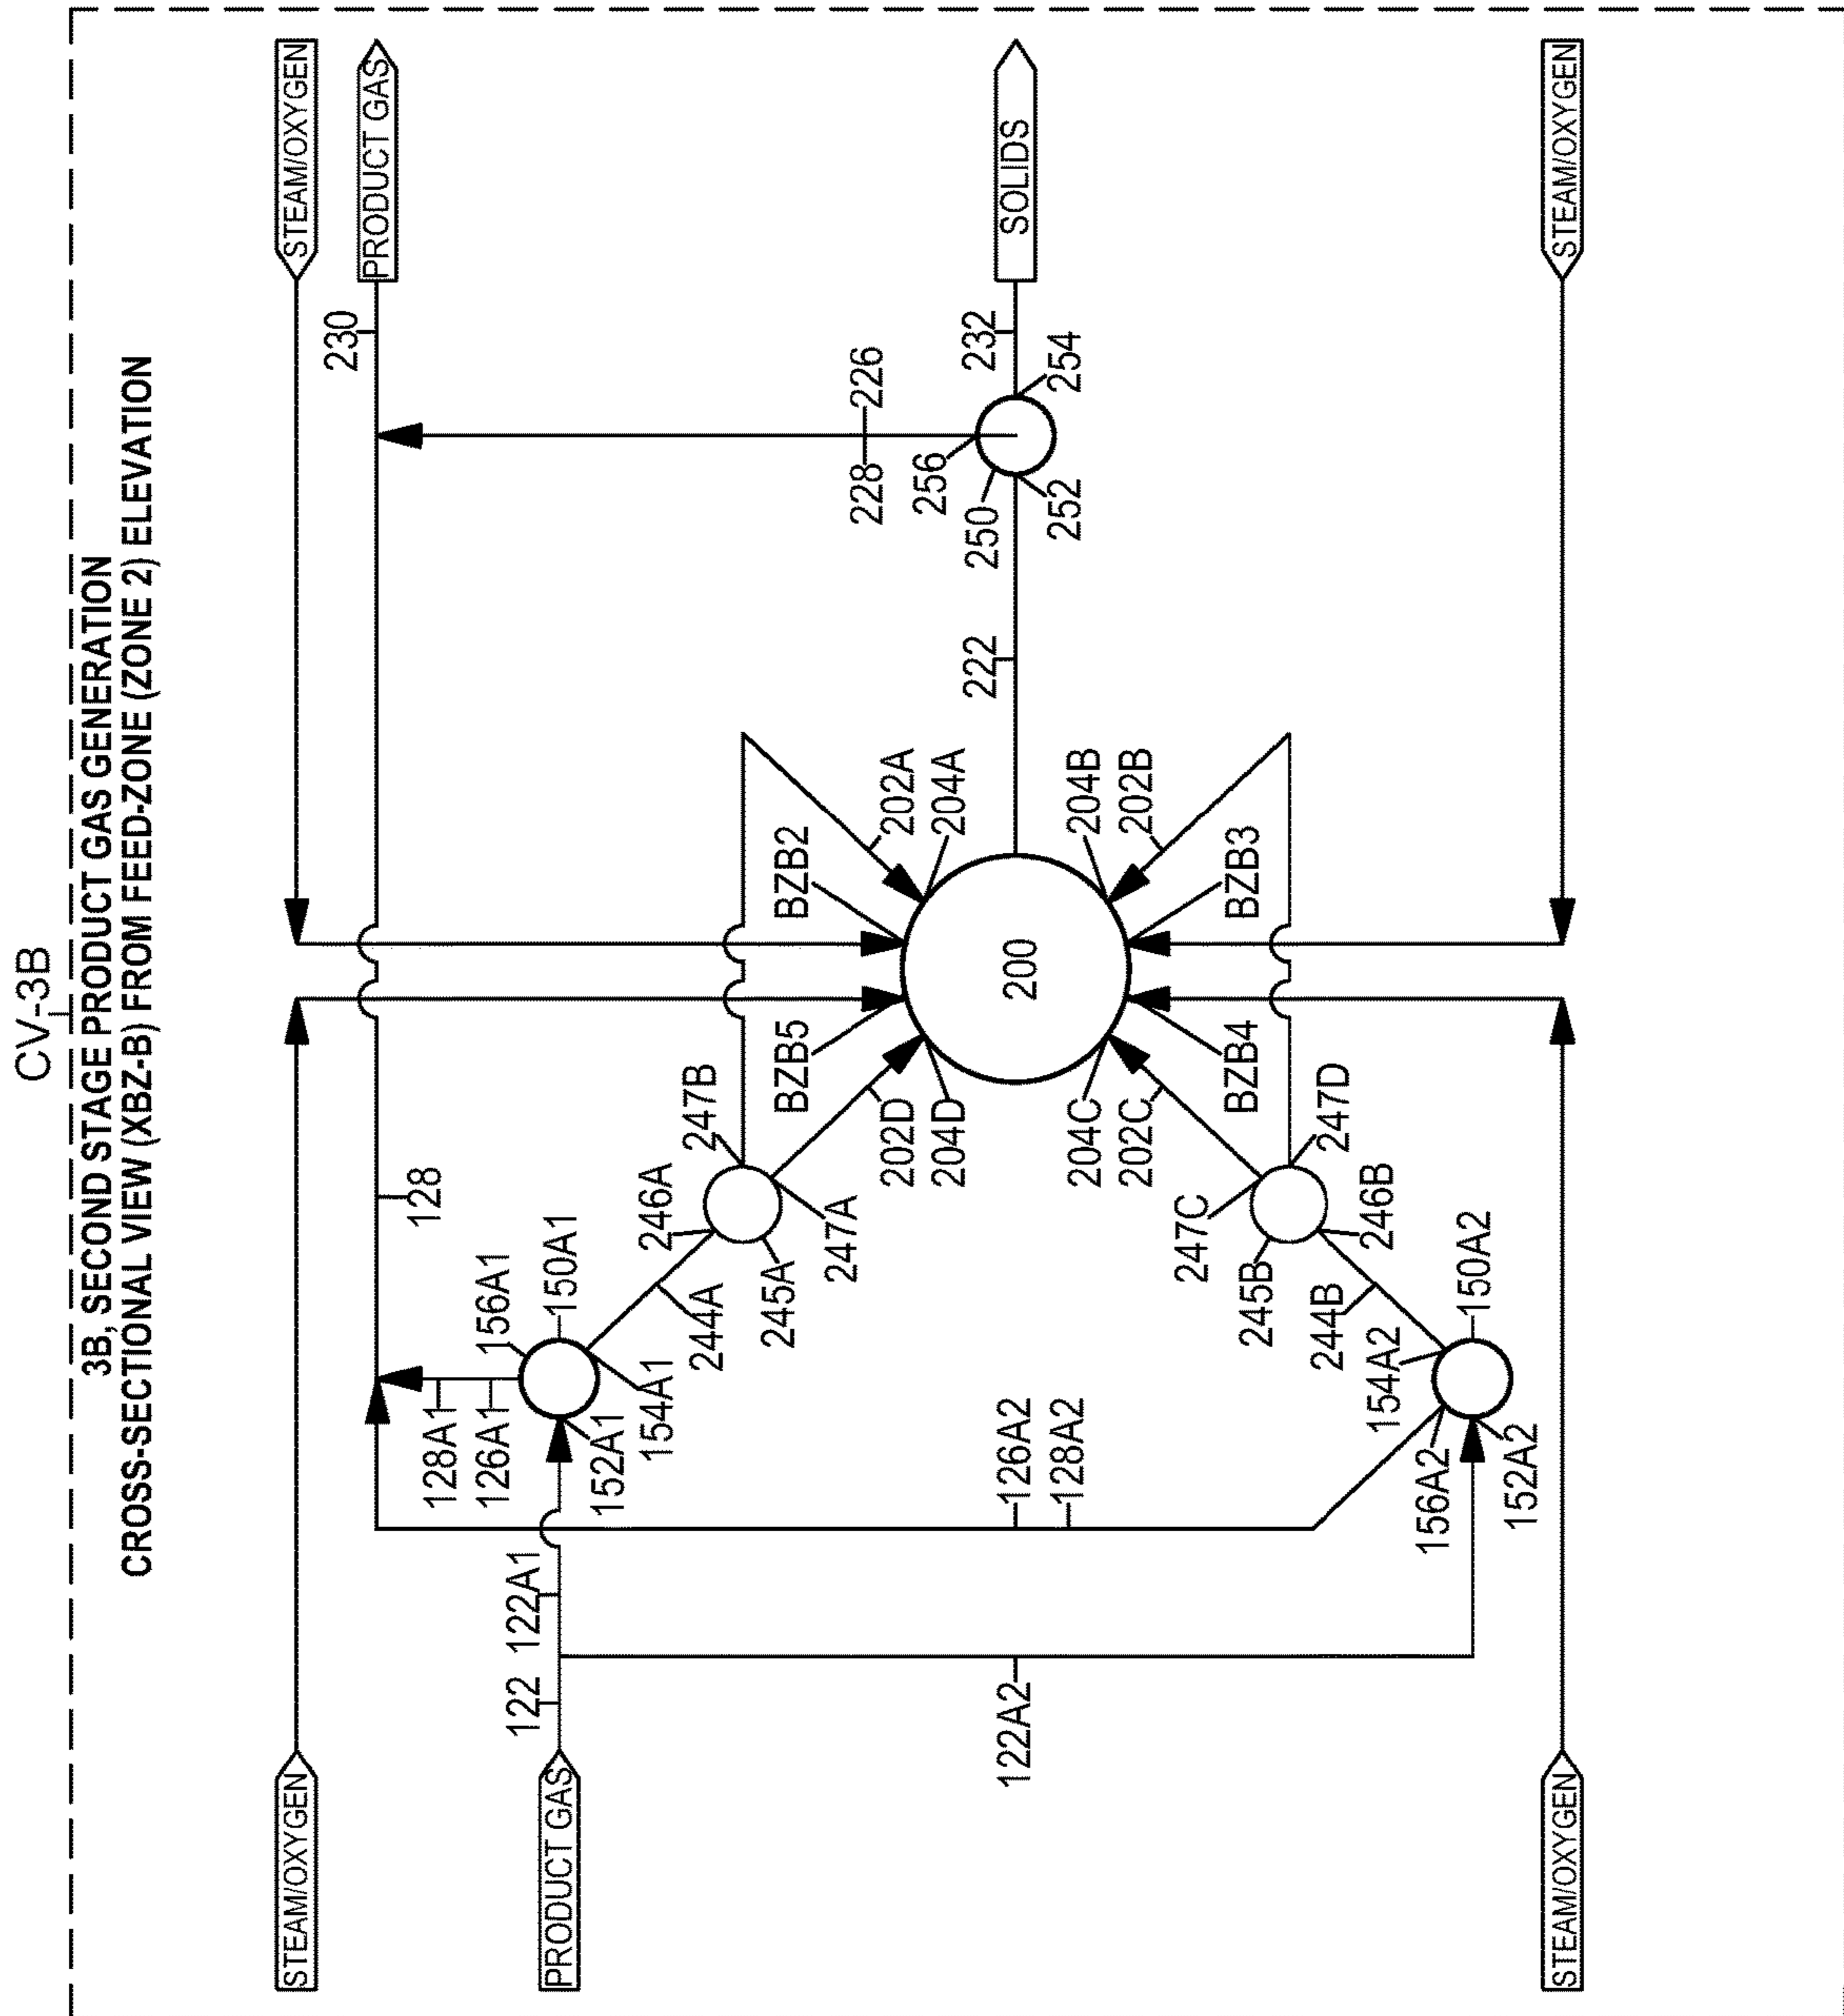 CV-3B
3B, SECOND STAGE PRODUCT GAS GENERATION
CROSS-SECTIONAL VIEW (XBZ-B) FROM FEED-ZONE (ZONE 2) ELEVATION
STEAM/OXYGEN
STEAM/OXYGEN
PRODUCT GAS
230
128
128A1
126A1
156A1
150A1
122
122A1
PRODUCT GAS
152A1
154A1
244A
246A
245A
247B
247A
BZB5
BZB2
202D
204D
202A
204A
228
226
256
250
222
232
SOLIDS
200
252
254
122A2
126A2
128A2
204C
202C
204B
202B
BZB4
BZB3
247C
245B
247D
246B
244B
154A2
150A2
156A2
152A2
STEAM/OXYGEN
STEAM/OXYGEN